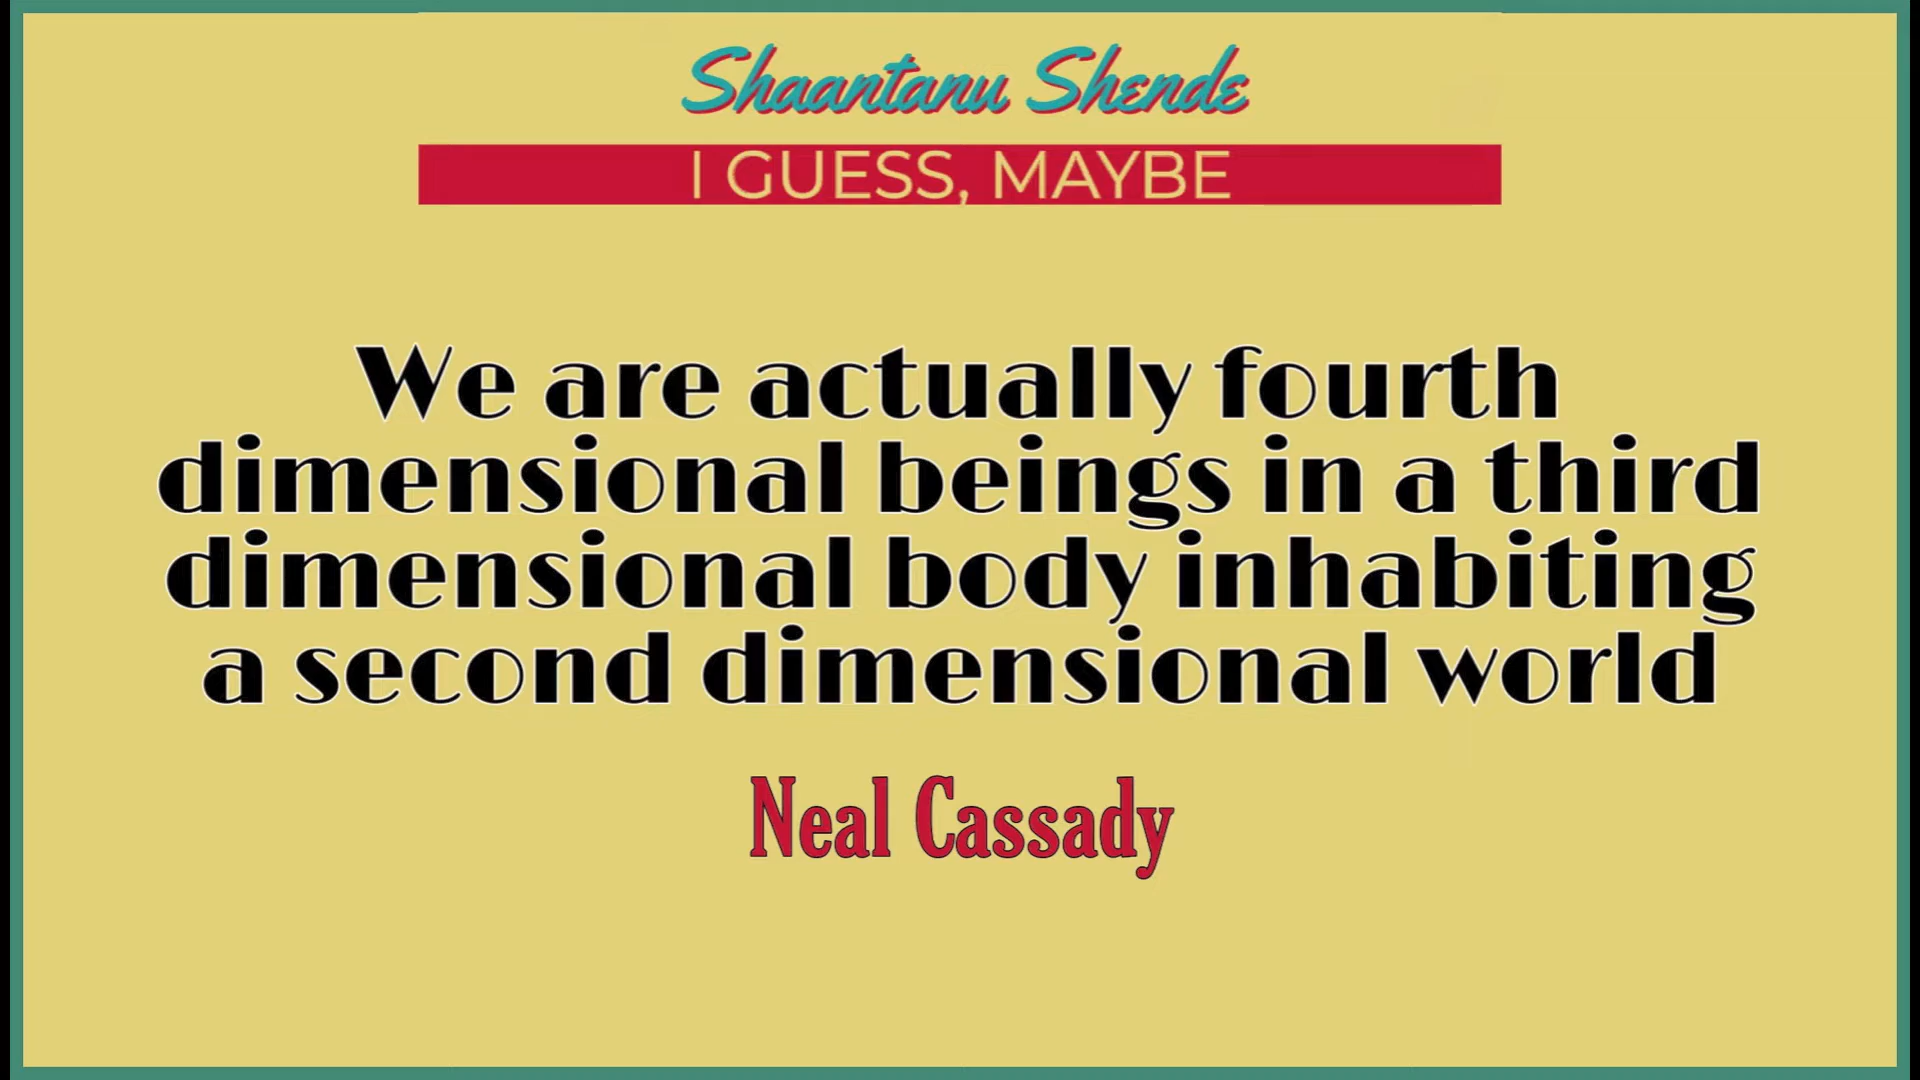 Shaantanu Shende
I GUESS, MAYBE
We are actually fourth
dimensional beings in a third
dimensional body inhabiting
a second dimensional world
Neal Cassady